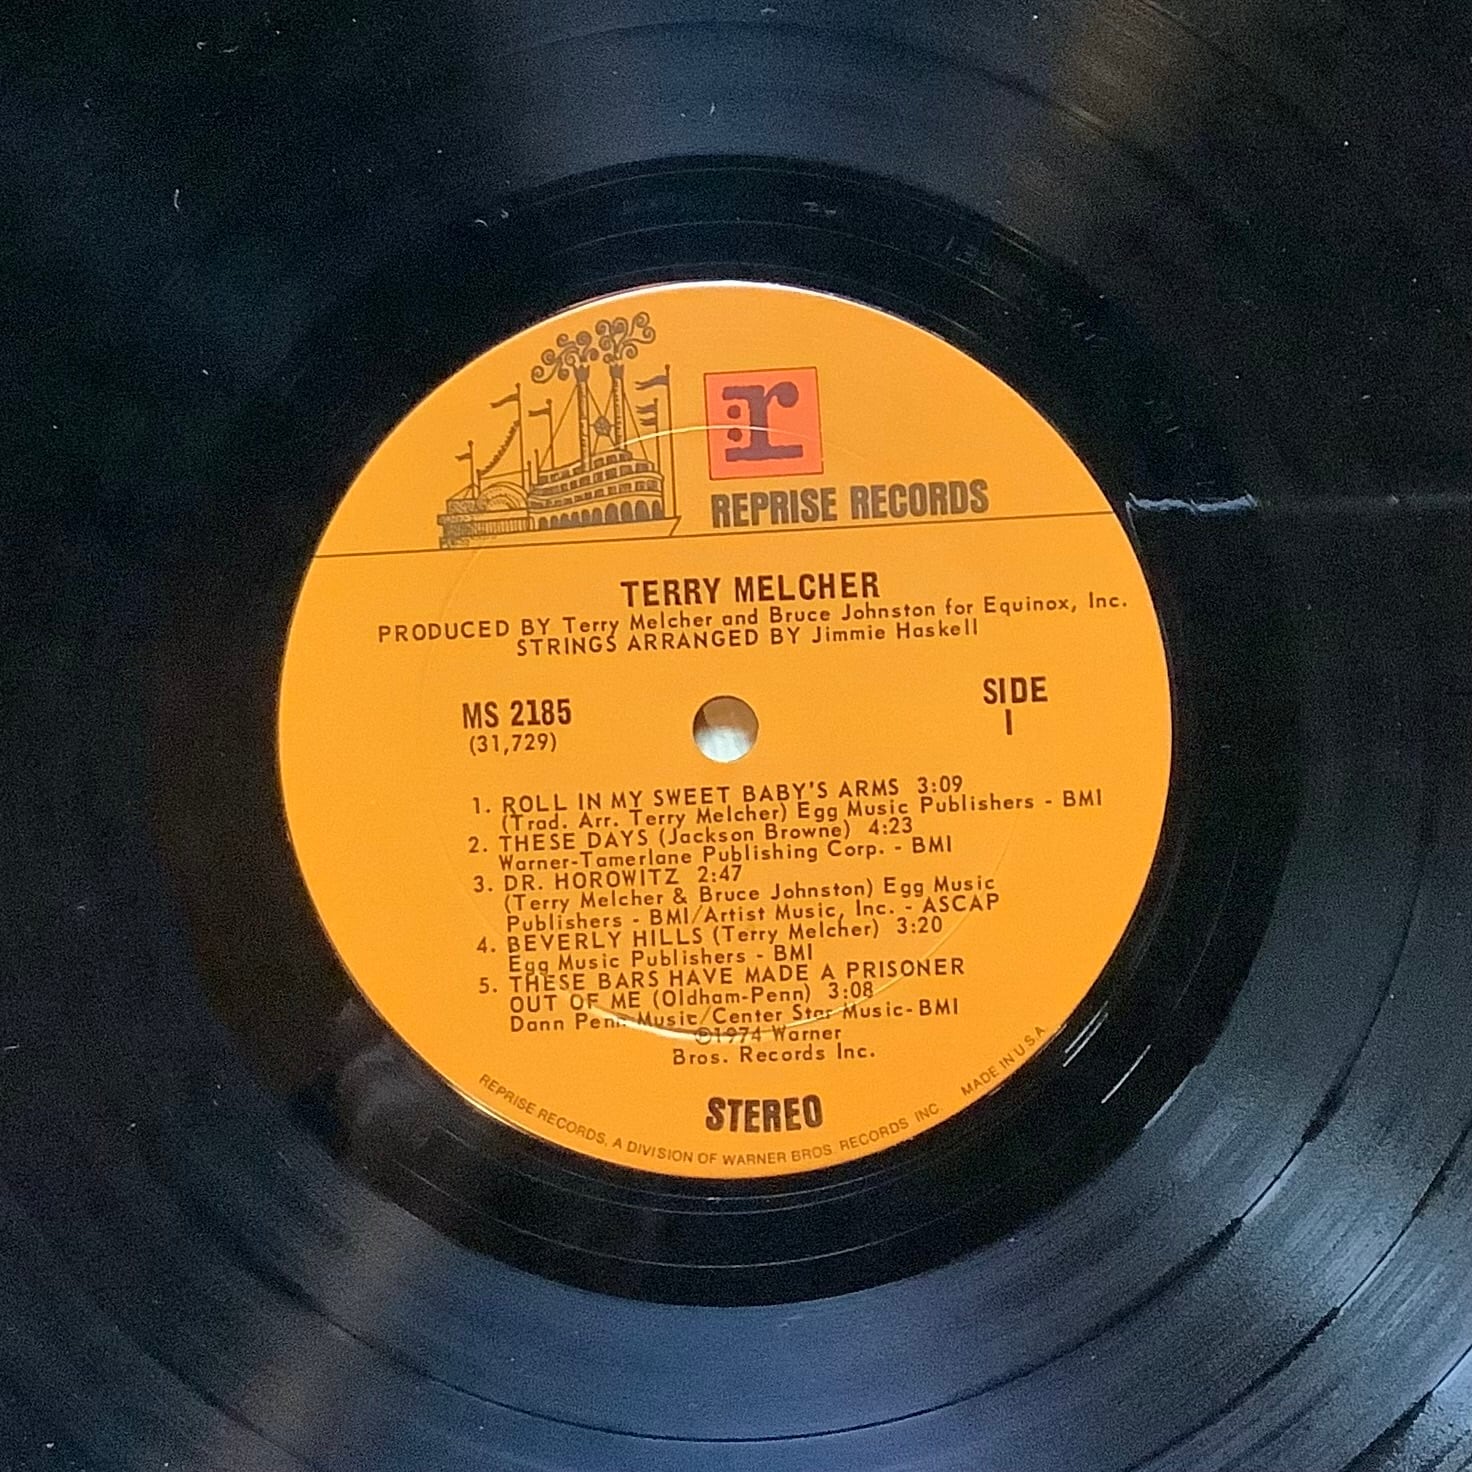 r
REPRISE RECORDS
TERRY MELCHER
PRODUCED BY Terry Melcher and Bruce Johnston for Equinox, Inc.
STRINGS ARRANGED BY Jimmie Haskell
MS 2185
(31,729)
SIDE
1
1. ROLL IN MY SWEET BABY'S ARMS 3:09
(Trad. Arr. Terry Melcher) Egg Music Publishers - BMI
2. THESE DAYS (Jackson Browne) 4:23
Warner-Tamerlane Publishing Corp. - BMI
3. DR. HOROWITZ 2:47
(Terry Melcher & Bruce Johnston) Egg Music
Publishers - BMI/Artist Music, Inc. - ASCAP
4. BEVERLY HILLS (Terry Melcher) 3:20
Egg Music Publishers - BMI
5. THESE BARS HAVE MADE A PRISONER
OUT OF ME (Oldham-Penn) 3:08
Dann Penn Music/Center Star Music-BMI
©1974 Warner
Bros. Records Inc.
STEREO
REPRISE RECORDS, A DIVISION OF WARNER BROS. RECORDS INC. MADE IN U.S.A.